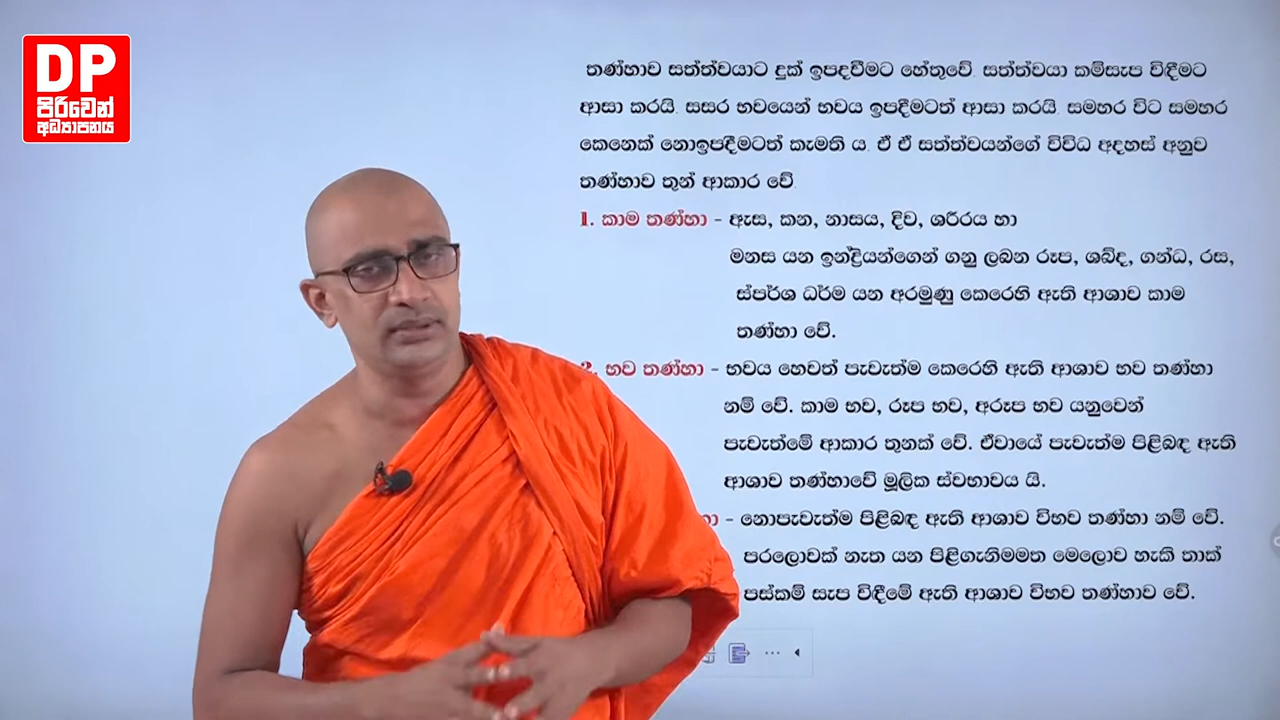 DP
පිරිවෙන්
අධ්‍යාපනය
තණ්හාව සත්ත්වයාට දුක් ඉපදවීමට හේතුවේ. සත්ත්වයා කම්සැප විඳීමට
ආසා කරයි. සසර භවයෙන් භවය ඉපදීමටත් ආසා කරයි. සමහර විට සමහර
කෙනෙක් නොඉපදීමටත් කැමති ය. ඒ ඒ සත්ත්වයන්ගේ විවිධ අදහස් අනුව
තණ්හාව තුන් ආකාර වේ.
1. කාම තණ්හා - ඇස, කන, නාසය, දිව, ශරීරය හා
මනස යන ඉන්ද්‍රියන්ගෙන් ගනු ලබන රූප, ශබ්ද, ගන්ධ, රස,
ස්පර්ශ ධර්ම යන අරමුණු කෙරෙහි ඇති ආශාව කාම
තණ්හා වේ.
2. භව තණ්හා - භවය හෙවත් පැවැත්ම කෙරෙහි ඇති ආශාව භව තණ්හා
නම් වේ. කාම භව, රූප භව, අරූප භව යනුවෙන්
පැවැත්මේ ආකාර තුනක් වේ. ඒවායේ පැවැත්ම පිළිබඳ ඇති
ආශාව තණ්හාවේ මූලික ස්වභාවය යි.
හා - නොපැවැත්ම පිළිබඳ ඇති ආශාව විභව තණ්හා නම් වේ.
පරලොවක් නැත යන පිළිගැනිමමත මෙලොව හැකි තාක්
පස්කම් සැප විඳීමේ ඇති ආශාව විභව තණ්හාව වේ.